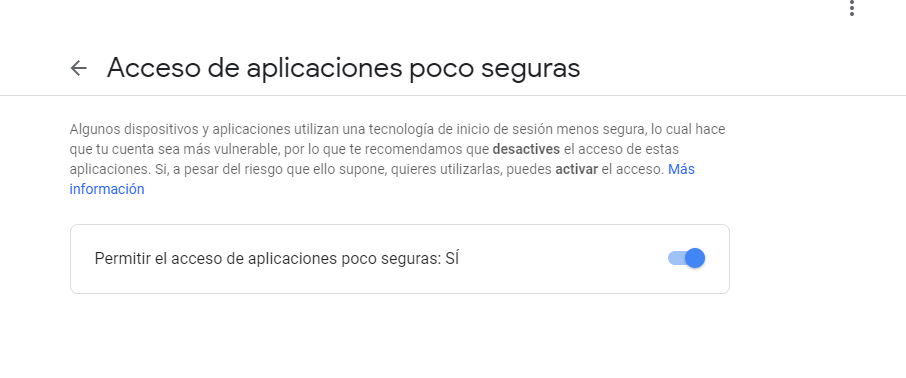 Acceso de aplicaciones poco seguras
Algunos dispositivos y aplicaciones utilizan una tecnología de inicio de sesión menos segura, lo cual hace
que tu cuenta sea más vulnerable, por lo que te recomendamos que desactives el acceso de estas
aplicaciones. Si, a pesar del riesgo que ello supone, quieres utilizarlas, puedes activar el acceso. Más
información
Permitir el acceso de aplicaciones poco seguras: SÍ